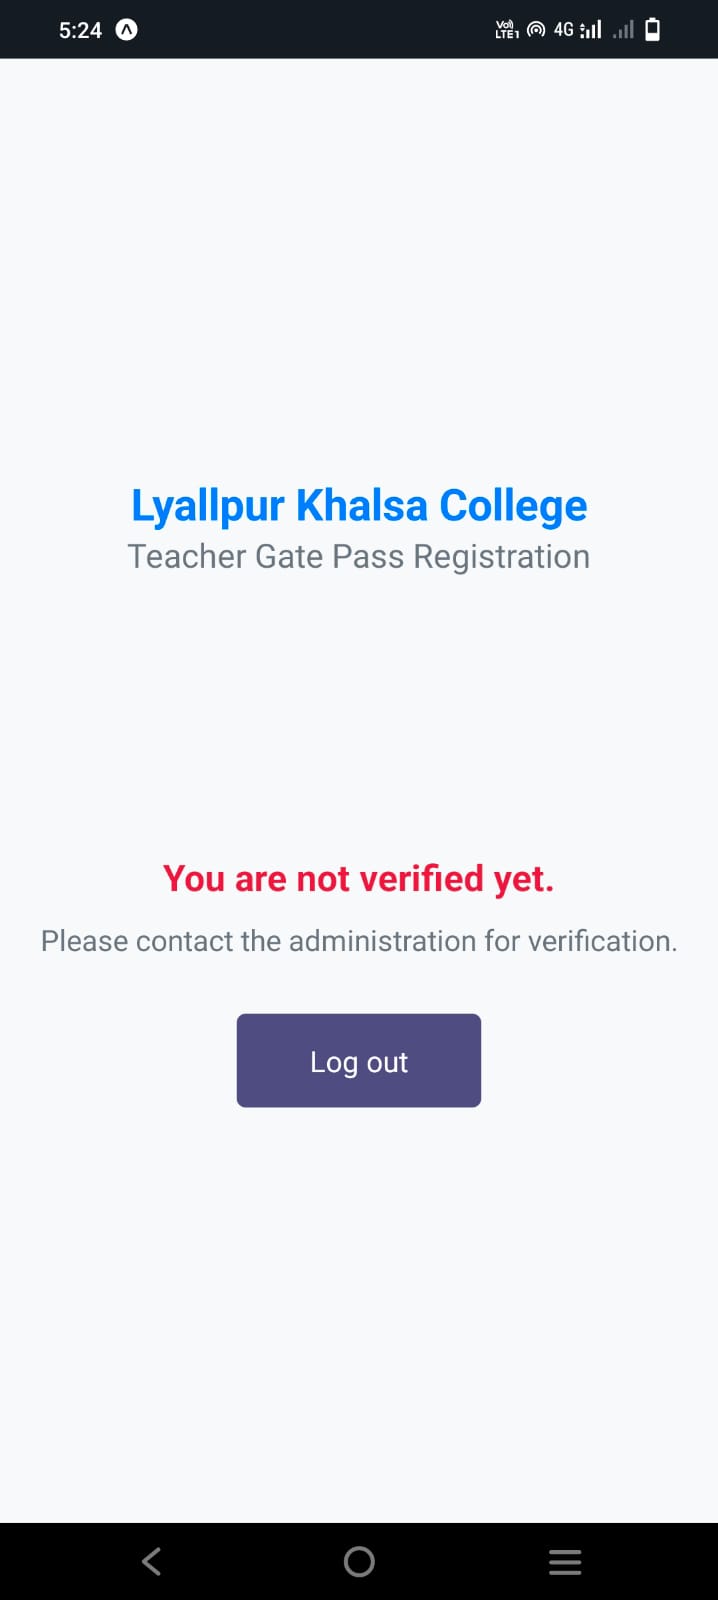 5:24
Vo)
LTE1
4G
Lyallpur Khalsa College
Teacher Gate Pass Registration
You are not verified yet.
Please contact the administration for verification.
Log out